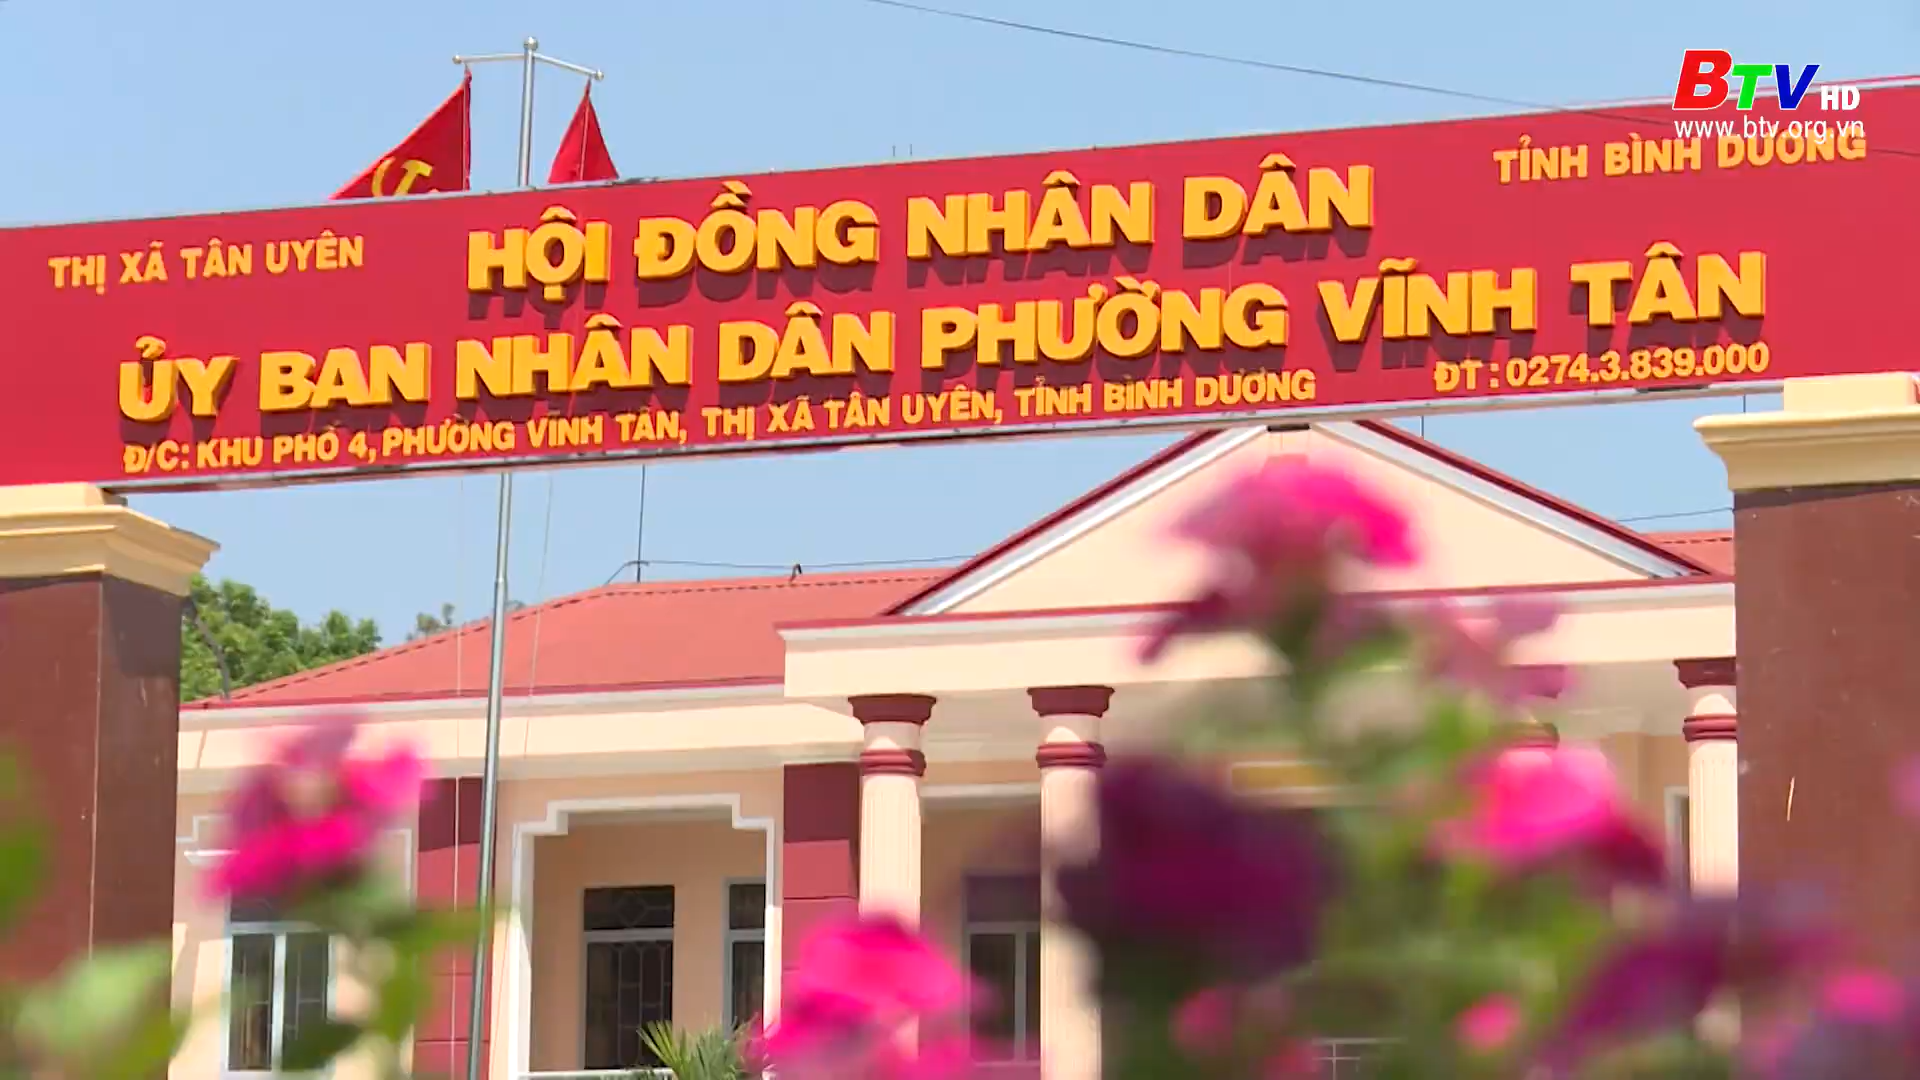 BTV HD
www.btv.org.vn
THỊ XÃ TÂN UYÊN
TỈNH BÌNH DƯƠNG
HỘI ĐỒNG NHÂN DÂN
ỦY BAN NHÂN DÂN PHƯỜNG VĨNH TÂN
Đ/C: KHU PHỐ 4, PHƯỜNG VĨNH TÂN, THỊ XÃ TÂN UYÊN, TỈNH BÌNH DƯƠNG
ĐT : 0274.3.839.000